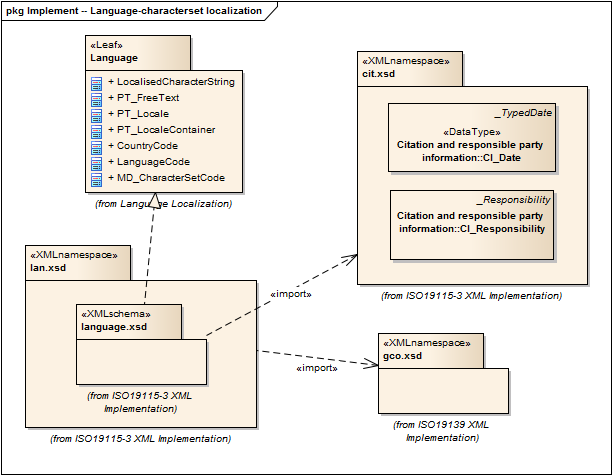 pkg Implement -- Language-characterset localization
«Leaf»
Language
+ LocalisedCharacterString
+ PT_FreeText
+ PT_Locale
+ PT_LocaleContainer
+ CountryCode
+ LanguageCode
+ MD_CharacterSetCode
(from Language Localization)
«XMLnamespace»
cit.xsd
_TypedDate
«DataType»
Citation and responsible party
information::CI_Date
_Responsibility
Citation and responsible party
information::CI_Responsibility
(from ISO19115-3 XML Implementation)
«XMLnamespace»
lan.xsd
«XMLschema»
language.xsd
(from ISO19115-3 XML
Implementation)
(from ISO19115-3 XML Implementation)
«import»
«import»
«XMLnamespace»
gco.xsd
(from ISO19139 XML
Implementation)